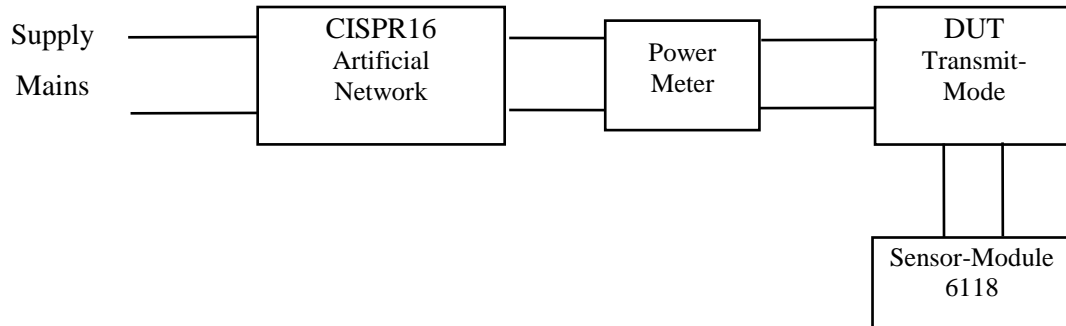 Supply
Mains
CISPR16
Artificial
Network
Power
Meter
DUT
Transmit-
Mode
Sensor-Module
6118